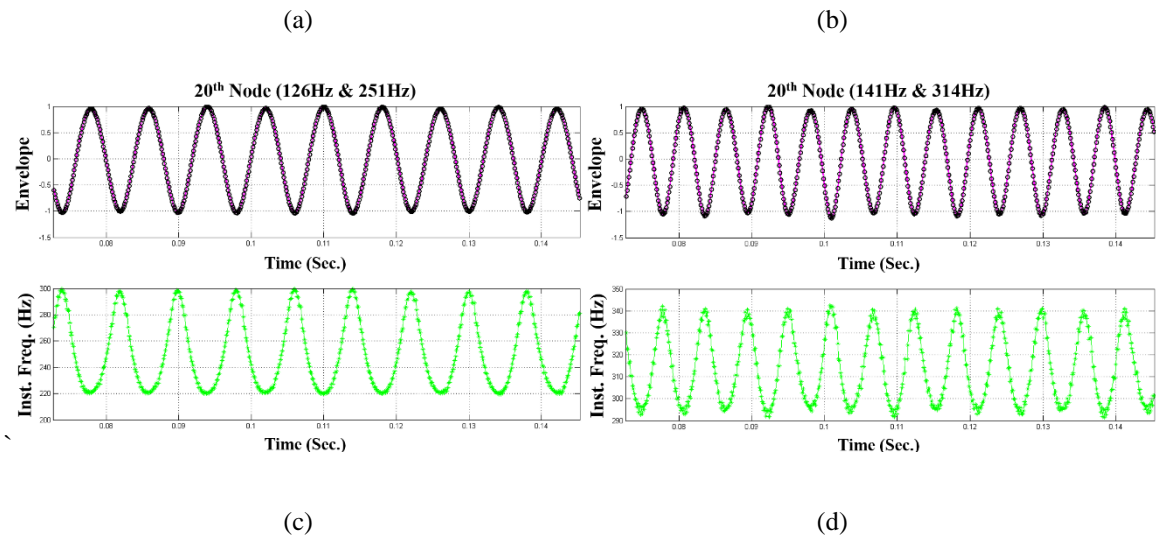 (a) (b)
20th Node (126Hz & 251Hz)
1
0.5
0
-0.5
-1
-1.5
Envelope
0.08 0.09 0.1 0.11 0.12 0.13 0.14
Time (Sec.)
300
280
260
240
220
200
Inst. Freq. (Hz)
0.08 0.09 0.1 0.11 0.12 0.13 0.14
Time (Sec.)
20th Node (141Hz & 314Hz)
1
0.5
0
-0.5
-1
-1.5
Envelope
0.08 0.09 0.1 0.11 0.12 0.13 0.14
Time (Sec.)
350
340
330
320
310
300
290
Inst. Freq. (Hz)
0.08 0.09 0.1 0.11 0.12 0.13 0.14
Time (Sec.)
`
(c) (d)